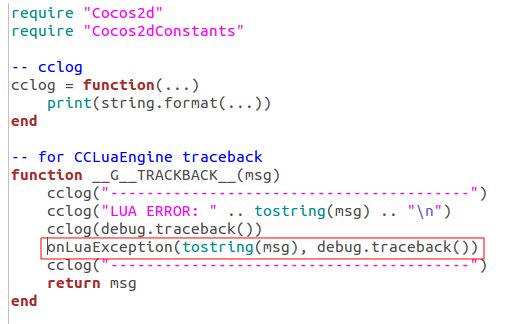 require "Cocos2d"
require "Cocos2dConstants"

-- cclog
cclog = function(...)
    print(string.format(...))
end

-- for CCLuaEngine traceback
function __G__TRACKBACK__(msg)
    cclog("----------------------------------------")
    cclog("LUA ERROR: " .. tostring(msg) .. "\n")
    cclog(debug.traceback())
    onLuaException(tostring(msg), debug.traceback())
    cclog("----------------------------------------")
    return msg
end